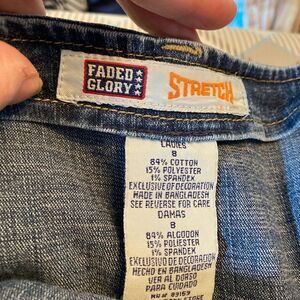 FADED
GLORY
STRETCH
LADIES
8
84% COTTON
15% POLYESTER
1% SPANDEX
EXCLUSIVE OF DECORATION
MADE IN BANGLADESH
SEE REVERSE FOR CARE
DAMAS
8
84% ALGODON
15% POLIESTER
1% SPANDEX
EXCLUSIVO DE DECORACION
HECHO EN BANGLADESH
VER AL DORSO
PARA CUIDADO
RN# 89159